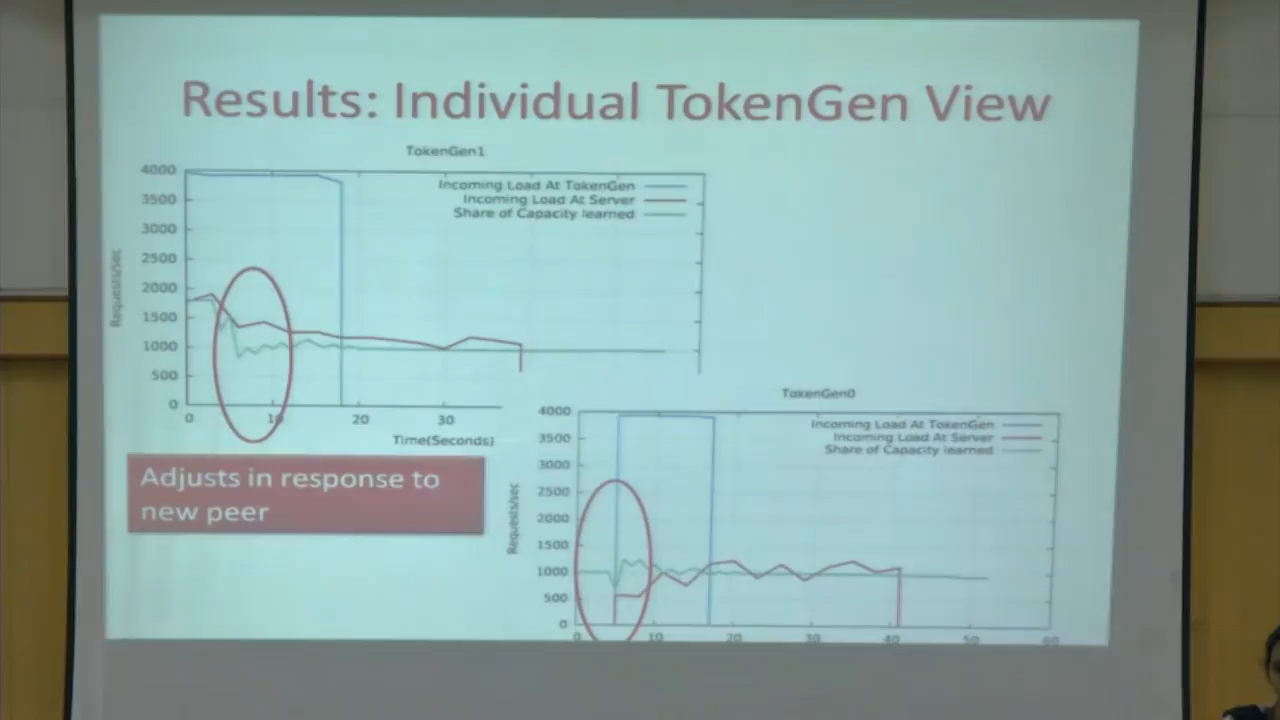 Results: Individual TokenGen View
TokenGen1
4000
3500
3000
2500
2000
1500
1000
500
0
Requests/sec
Incoming Load At TokenGen
Incoming Load At Server
Share of Capacity learned
0
10
20
30
Time(Seconds)
Adjusts in response to
new peer
TokenGen0
4000
3500
3000
2500
2000
1500
1000
500
0
Requests/sec
Incoming Load At TokenGen
Incoming Load At Server
Share of Capacity learned
0
10
20
30
40
50
60